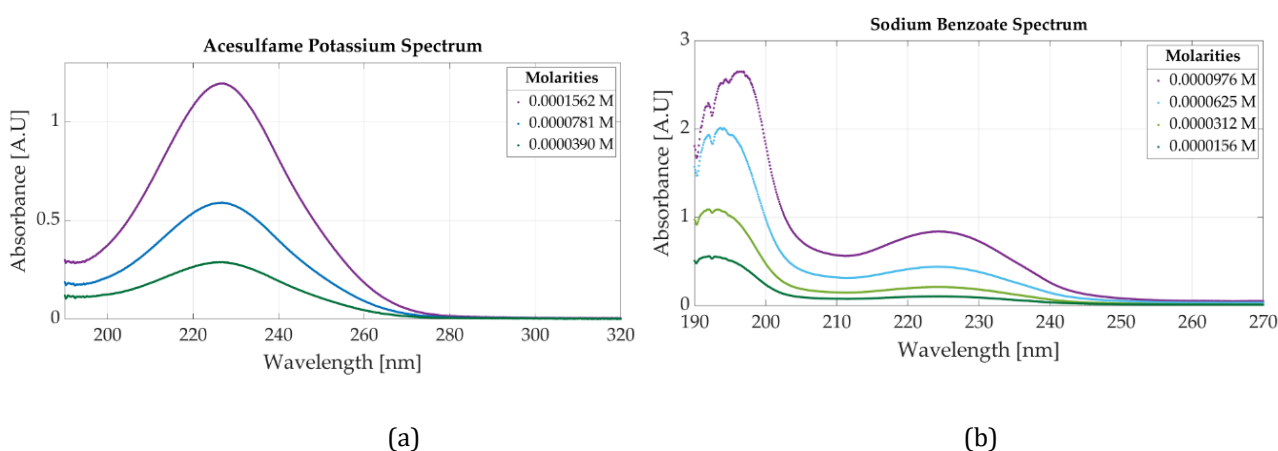 Acesulfame Potassium Spectrum
Absorbance [A.U]
1
0.5
0
Molarities
0.0001562 M
0.0000781 M
0.0000390 M
200 220 240 260 280 300 320
Wavelength [nm]
(a)
Sodium Benzoate Spectrum
Absorbance [A.U]
3
2
1
0
Molarities
0.0000976 M
0.0000625 M
0.0000312 M
0.0000156 M
190 200 210 220 230 240 250 260 270
Wavelength [nm]
(b)